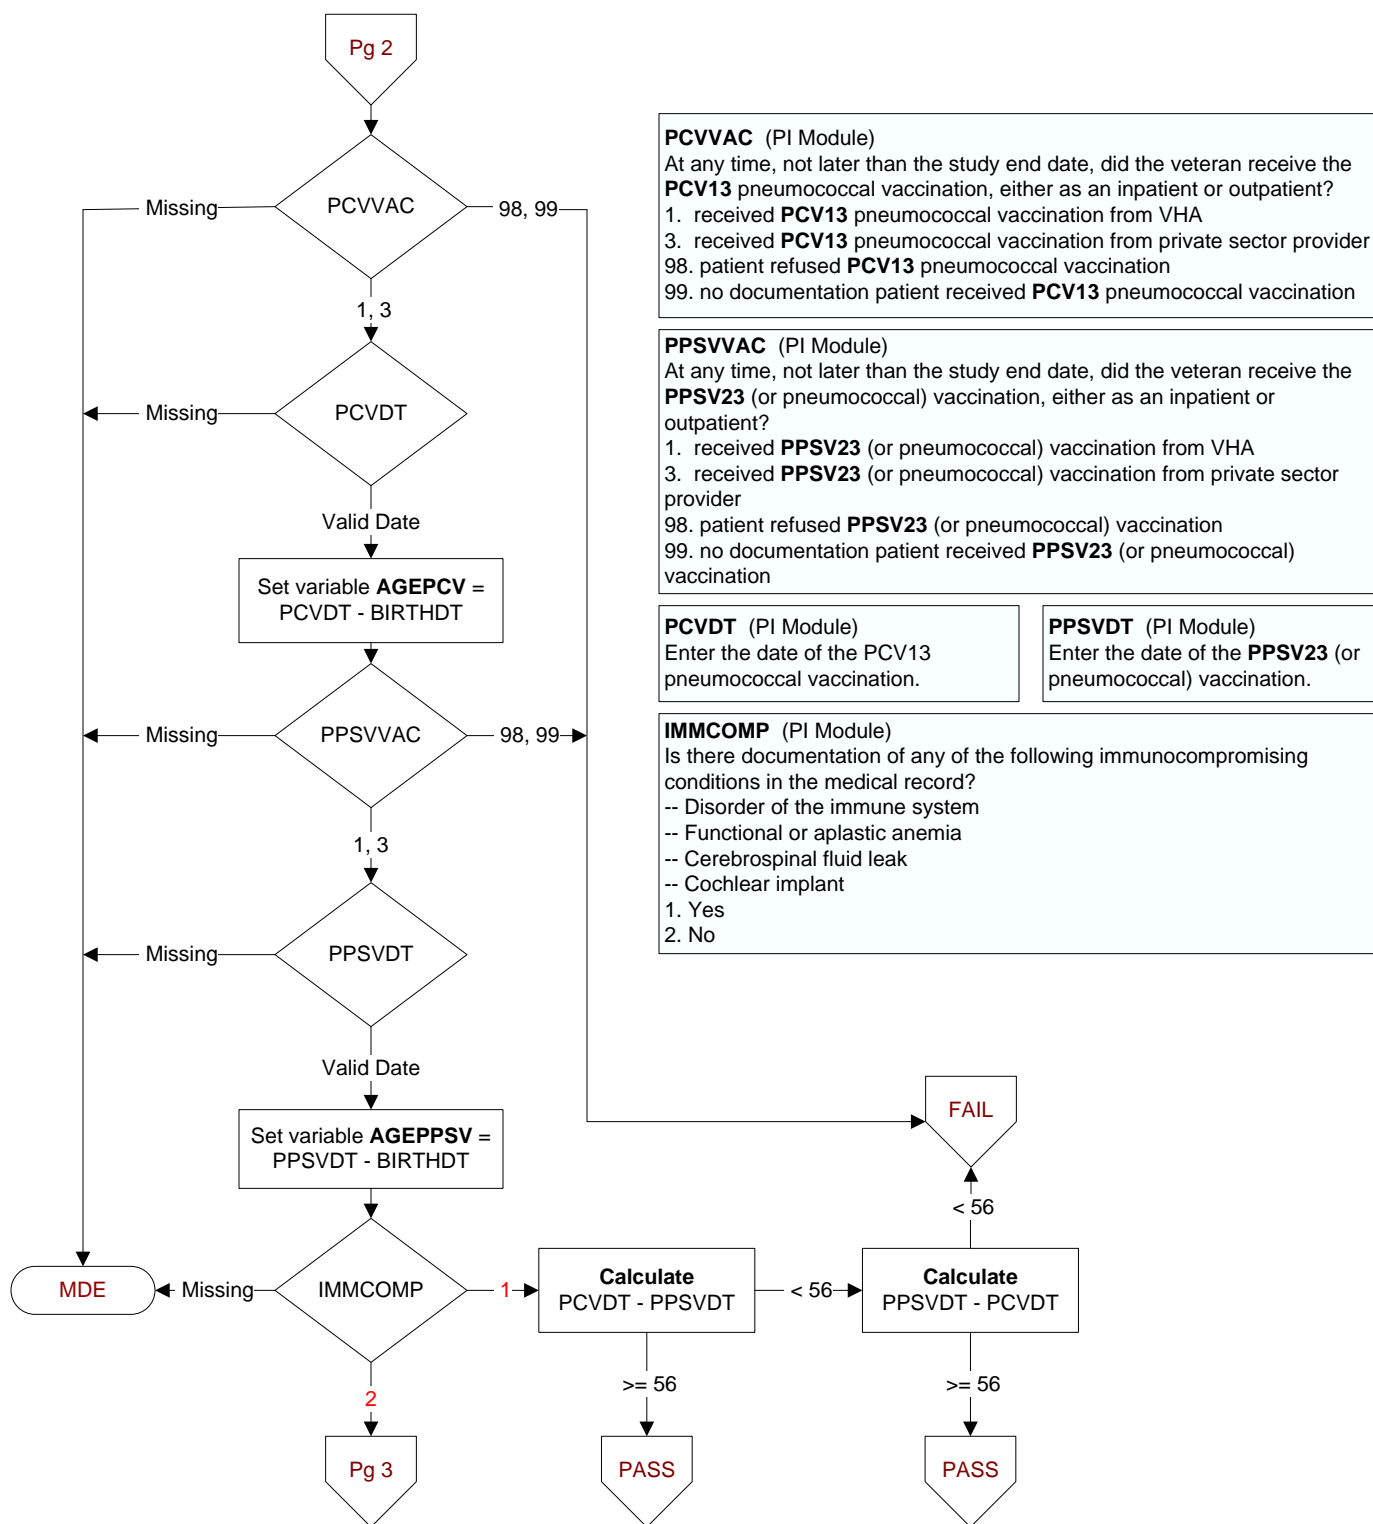 Pg 2
PCVVAC
Missing
98, 99
1, 3
PCVDT
Missing
Valid Date
Set variable AGEPCV =
PCVDT - BIRTHDT
PPSVVAC
Missing
98, 99
1, 3
PPSVDT
Missing
Valid Date
Set variable AGEPPSV =
PPSVDT - BIRTHDT
IMMCOMP
Missing
MDE
1
2
Pg 3
Calculate
PCVDT - PPSVDT
< 56
>= 56
PASS
Calculate
PPSVDT - PCVDT
< 56
FAIL
>= 56
PASS
PCVVAC (PI Module)
At any time, not later than the study end date, did the veteran receive the
PCV13 pneumococcal vaccination, either as an inpatient or outpatient?
1. received PCV13 pneumococcal vaccination from VHA
3. received PCV13 pneumococcal vaccination from private sector provider
98. patient refused PCV13 pneumococcal vaccination
99. no documentation patient received PCV13 pneumococcal vaccination
PPSVVAC (PI Module)
At any time, not later than the study end date, did the veteran receive the
PPSV23 (or pneumococcal) vaccination, either as an inpatient or
outpatient?
1. received PPSV23 (or pneumococcal) vaccination from VHA
3. received PPSV23 (or pneumococcal) vaccination from private sector
provider
98. patient refused PPSV23 (or pneumococcal) vaccination
99. no documentation patient received PPSV23 (or pneumococcal)
vaccination
PCVDT (PI Module)
Enter the date of the PCV13
pneumococcal vaccination.
PPSVDT (PI Module)
Enter the date of the PPSV23 (or
pneumococcal) vaccination.
IMMCOMP (PI Module)
Is there documentation of any of the following immunocompromising
conditions in the medical record?
-- Disorder of the immune system
-- Functional or aplastic anemia
-- Cerebrospinal fluid leak
-- Cochlear implant
1. Yes
2. No